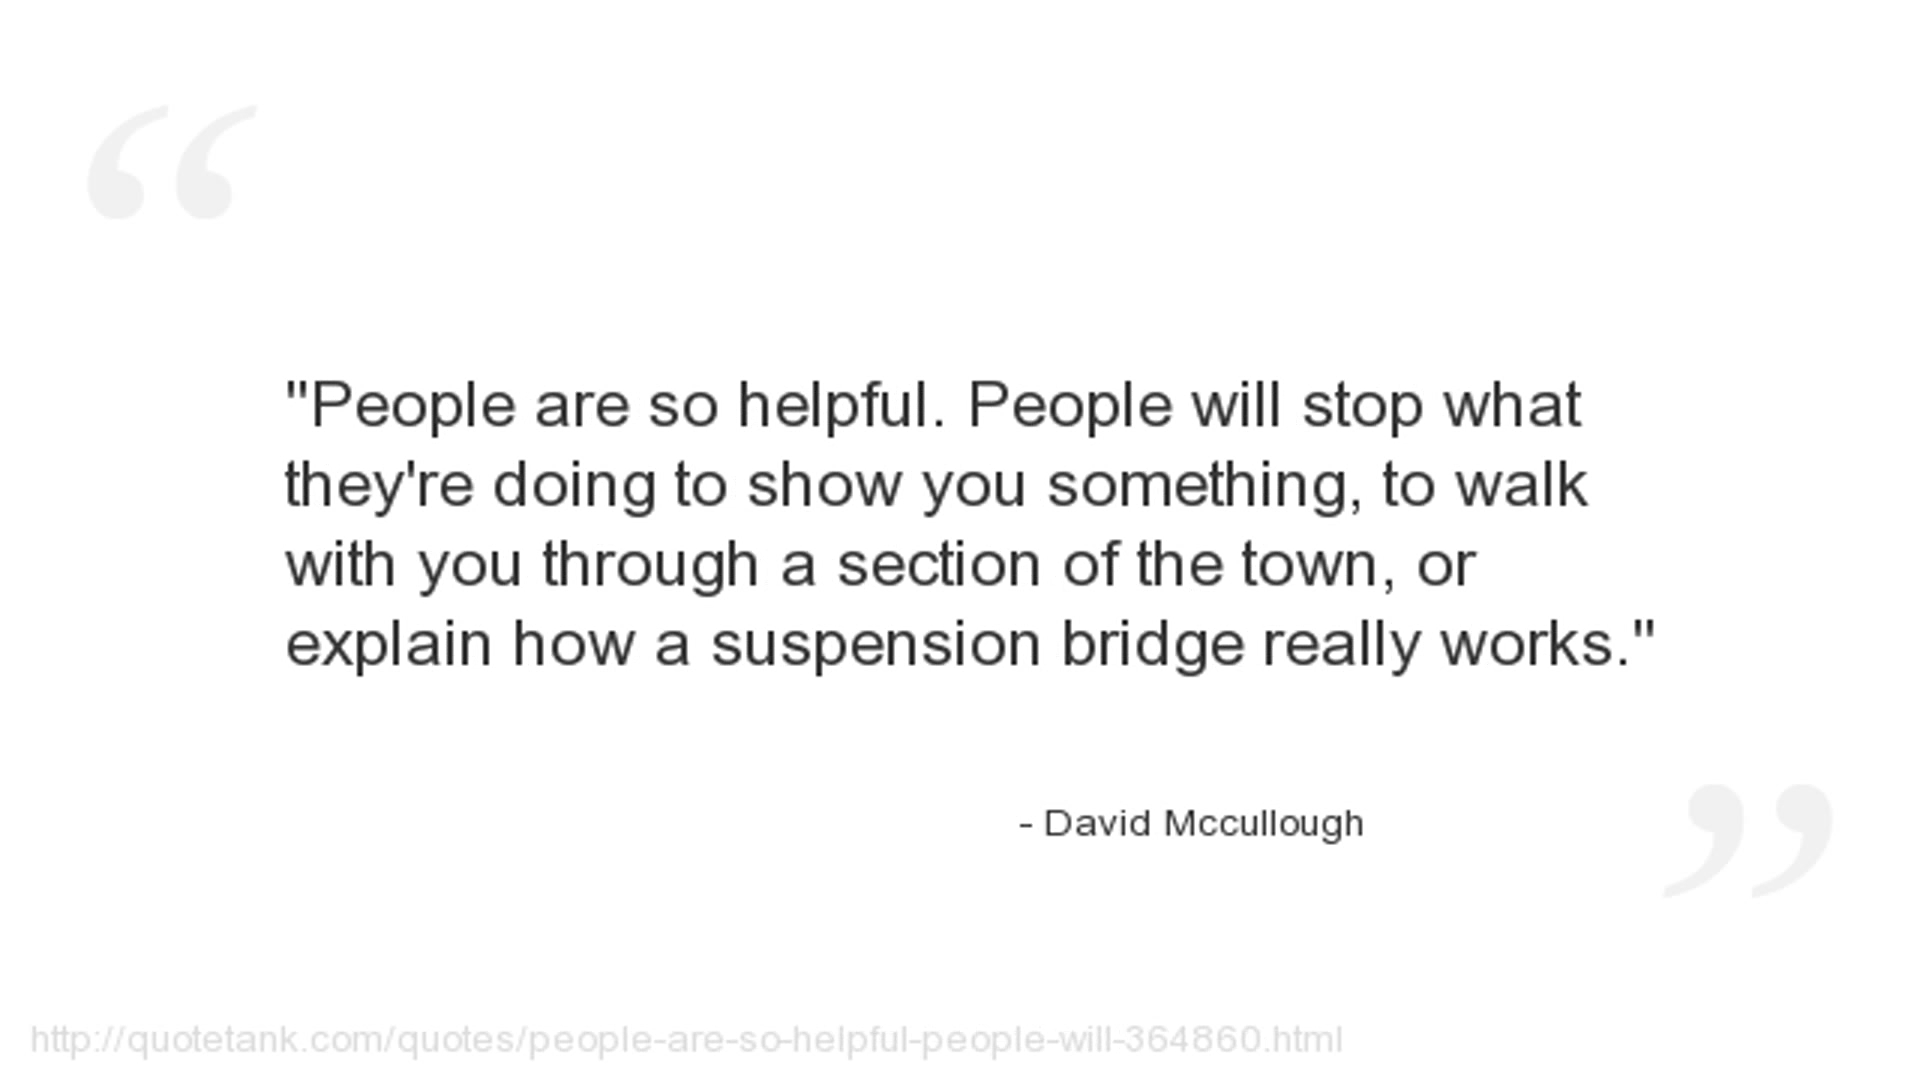 "People are so helpful. People will stop what
they're doing to show you something, to walk
with you through a section of the town, or
explain how a suspension bridge really works."
- David Mccullough
http://quotetank.com/quotes/people-are-so-helpful-people-will-364860.html